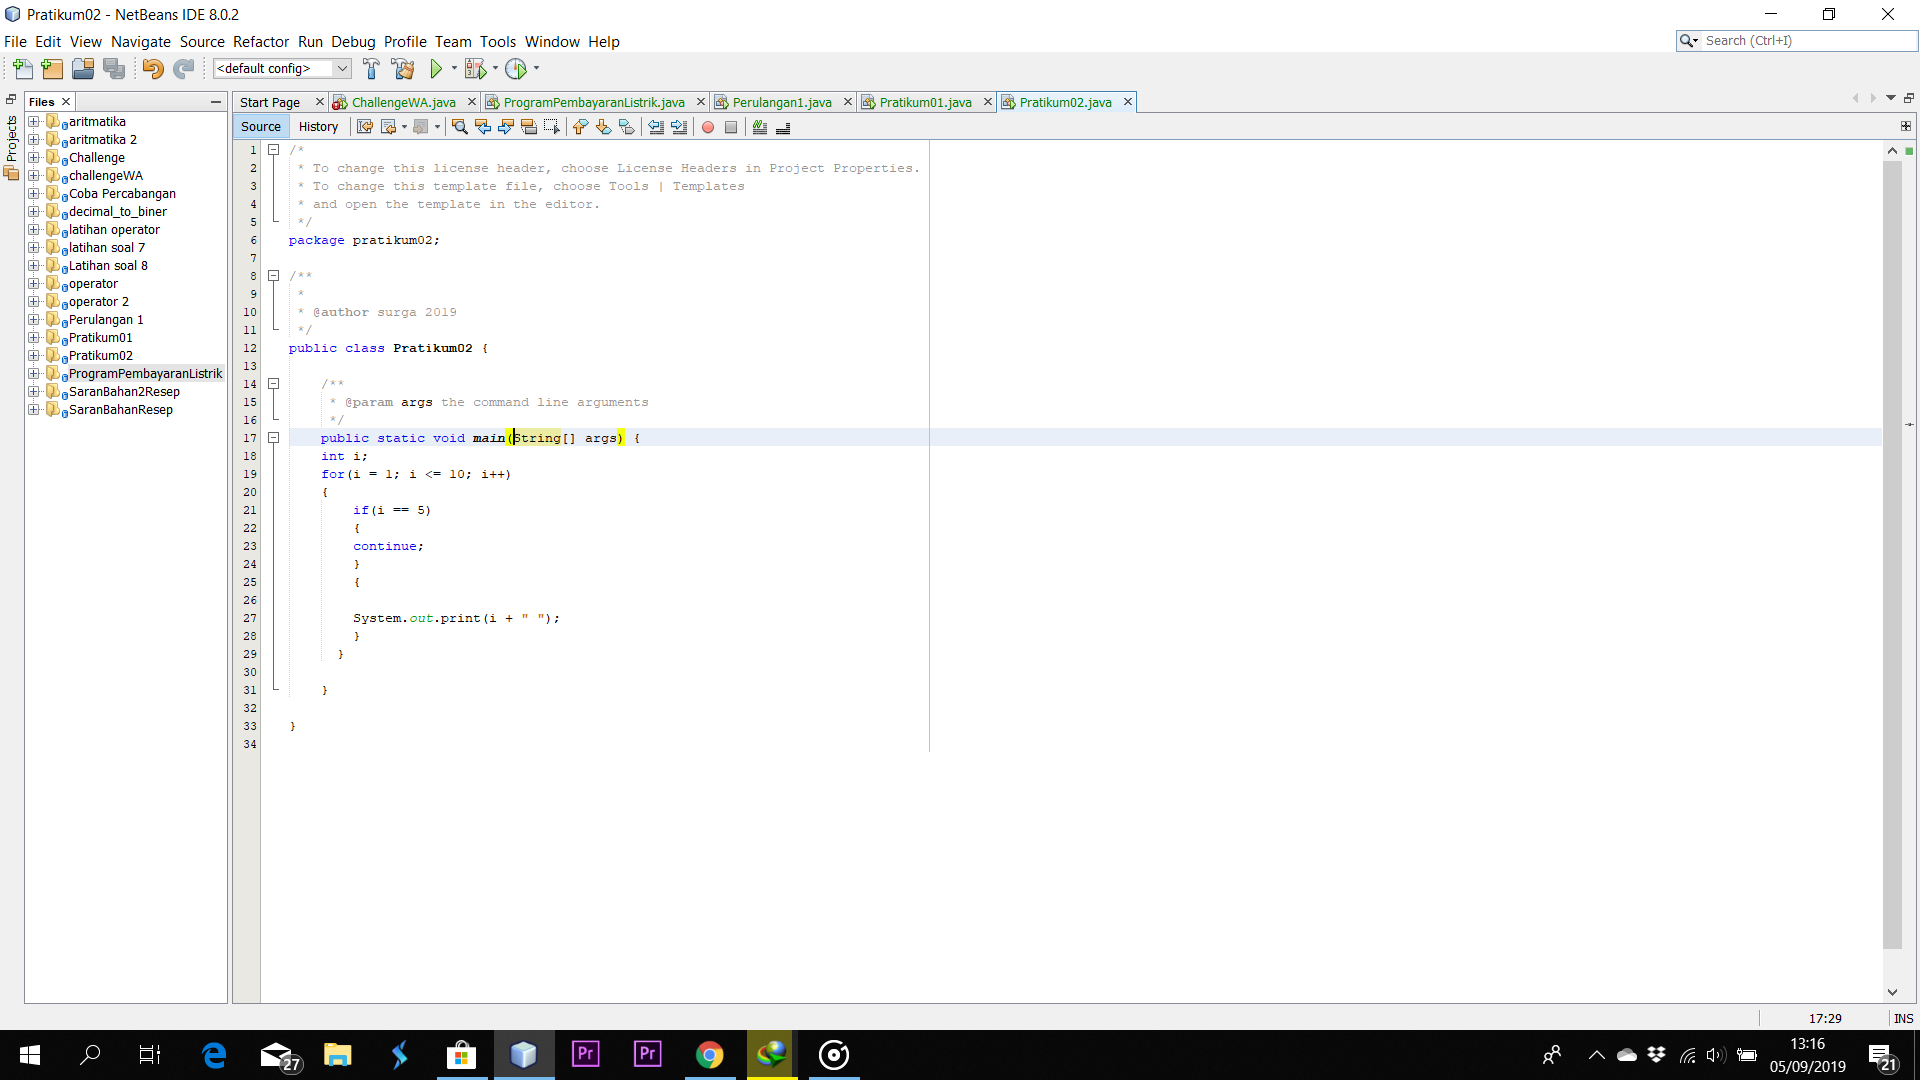 Pratikum02 - NetBeans IDE 8.0.2
File Edit View Navigate Source Refactor Run Debug Profile Team Tools Window Help
Search (Ctrl+I)
<default config>
Projects
Files
aritmatika
aritmatika 2
Challenge
challengeWA
Coba Percabangan
decimal_to_biner
latihan operator
latihan soal 7
Latihan soal 8
operator
operator 2
Perulangan 1
Pratikum01
Pratikum02
ProgramPembayaranListrik
SaranBahan2Resep
SaranBahanResep
Start Page ChallengeWA.java ProgramPembayaranListrik.java Perulangan1.java Pratikum01.java Pratikum02.java
Source History
1 /*
2 * To change this license header, choose License Headers in Project Properties.
3 * To change this template file, choose Tools | Templates
4 * and open the template in the editor.
5 */
6 package pratikum02;
7
8 /**
9 *
10 * @author surga 2019
11 */
12 public class Pratikum02 {
13
14 /**
15 * @param args the command line arguments
16 */
17 public static void main(String[] args) {
18 int i;
19 for(i = 1; i <= 10; i++)
20 {
21 if(i == 5)
22 {
23 continue;
24 }
25 {
26
27 System.out.print(i + " ");
28 }
29 }
30
31 }
32
33 }
34
17:29 INS
27
Pr
Pr
13:16
05/09/2019
21